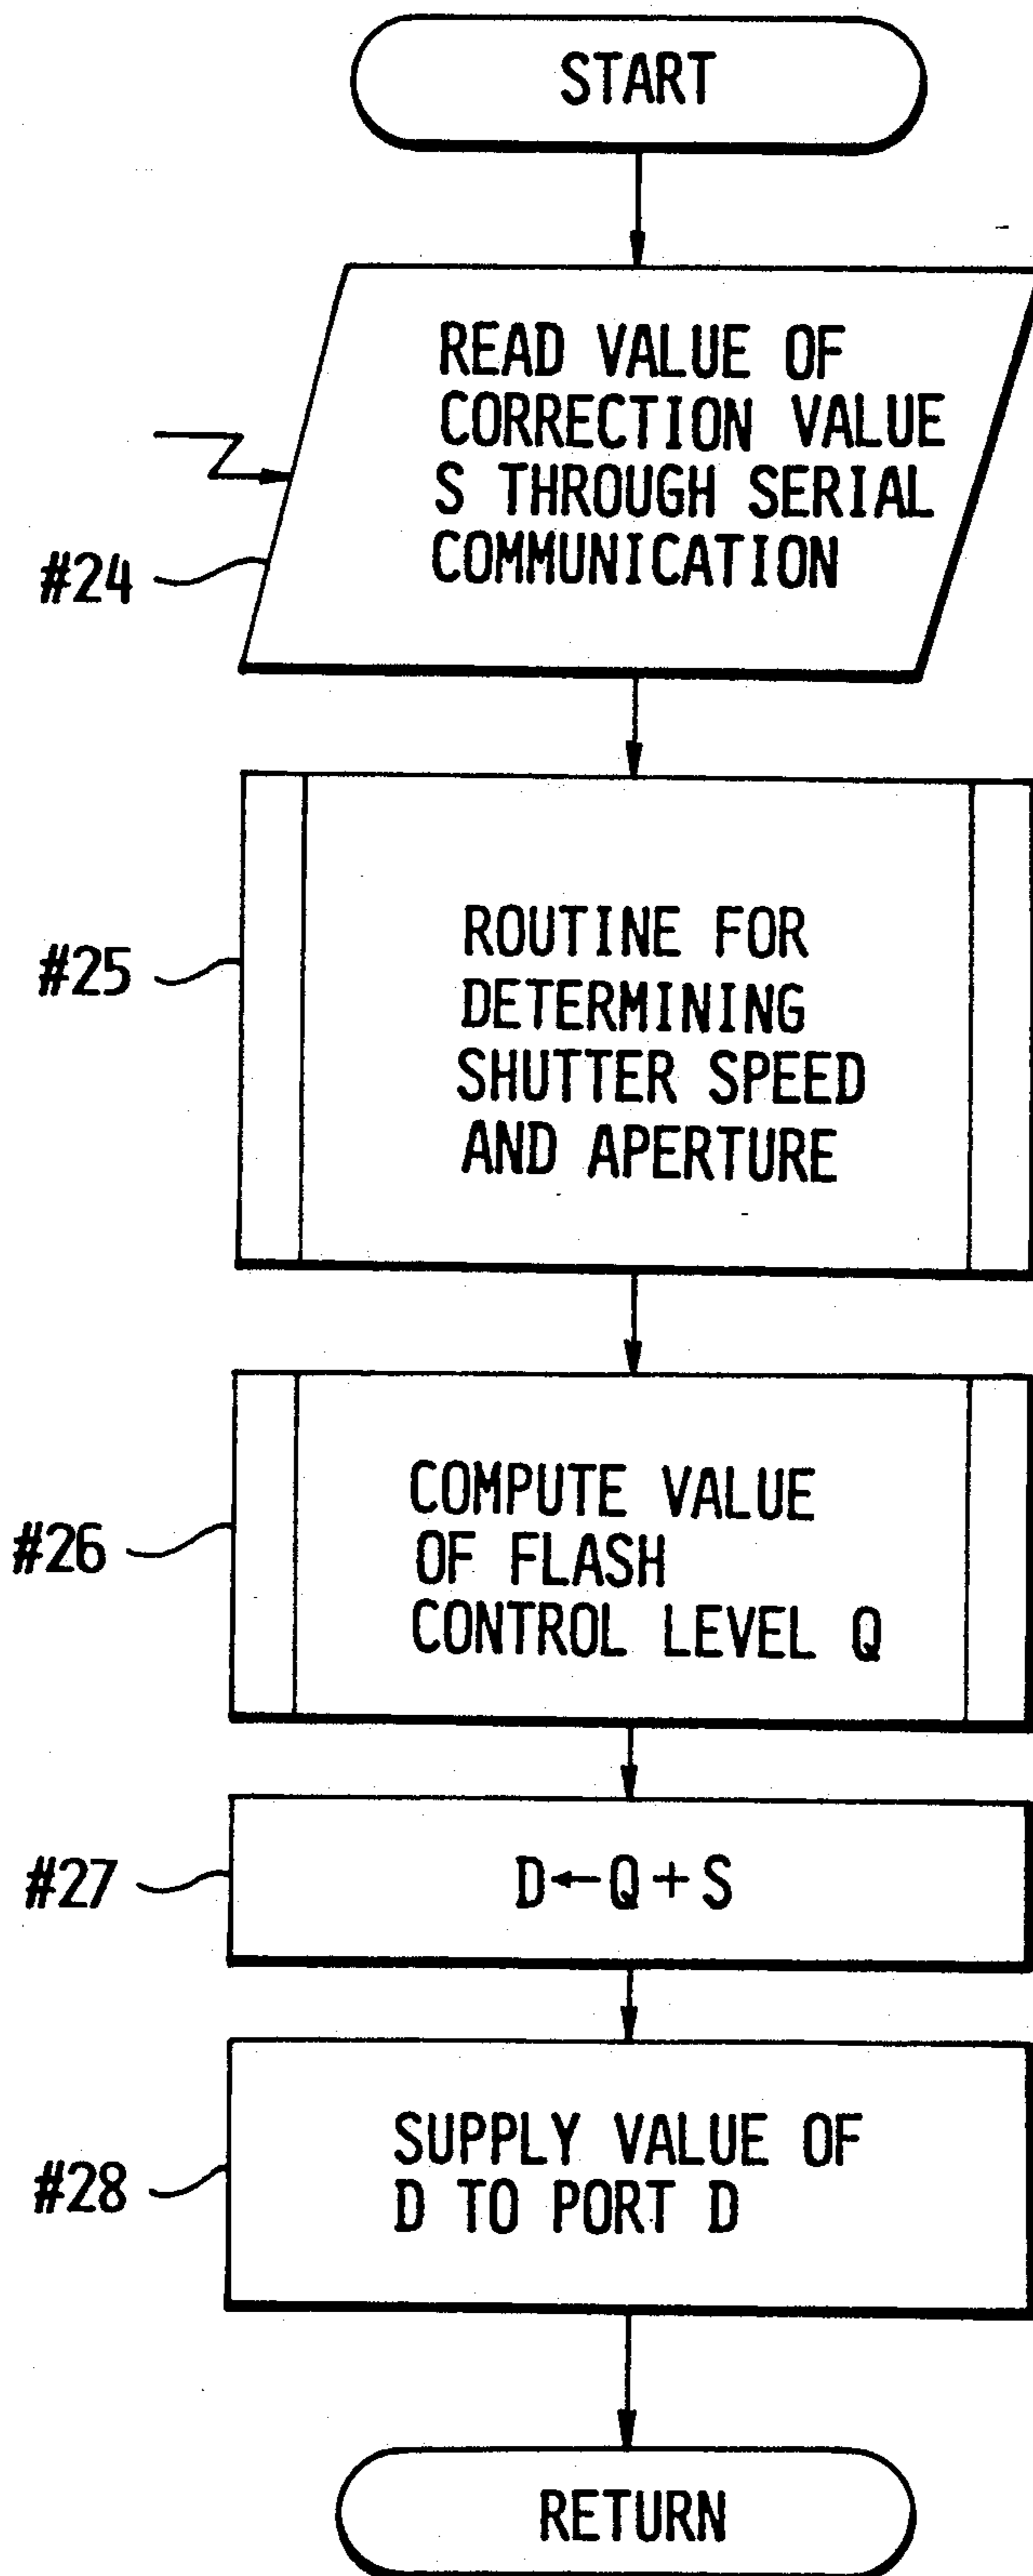 START
READ VALUE OF
CORRECTION VALUE
S THROUGH SERIAL
COMMUNICATION
#24
ROUTINE FOR
DETERMINING
SHUTTER SPEED
AND APERTURE
#25
COMPUTE VALUE
OF FLASH
CONTROL LEVEL Q
#26
D←Q+S
#27
SUPPLY VALUE OF
D TO PORT D
#28
RETURN